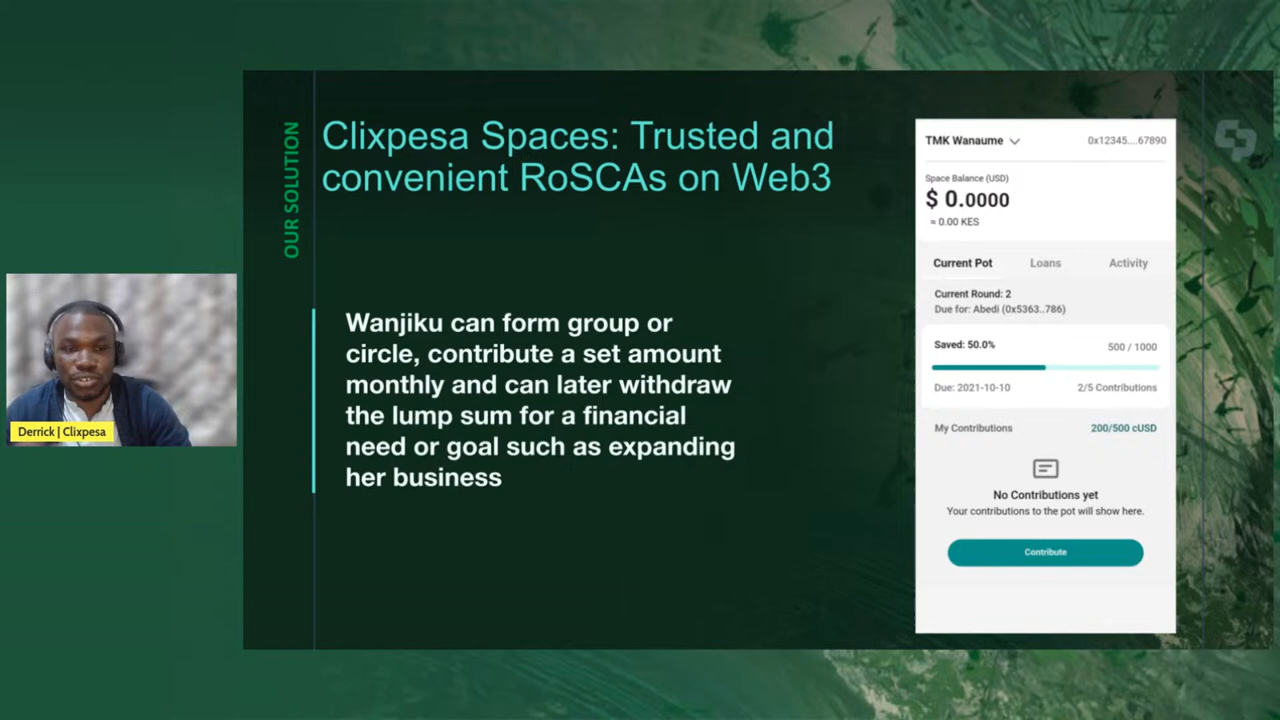 OUR SOLUTION
Clixpesa Spaces: Trusted and
convenient RoSCAs on Web3
Wanjiku can form group or
circle, contribute a set amount
monthly and can later withdraw
the lump sum for a financial
need or goal such as expanding
her business
Derrick | Clixpesa
TMK Wanaume 0x12345....67890
Space Balance (USD)
$ 0.0000
≈ 0.00 KES
Current Pot Loans Activity
Current Round: 2
Due for: Abedi (0x5363..786)
Saved: 50.0% 500 / 1000
Due: 2021-10-10 2/5 Contributions
My Contributions 200/500 cUSD
No Contributions yet
Your contributions to the pot will show here.
Contribute